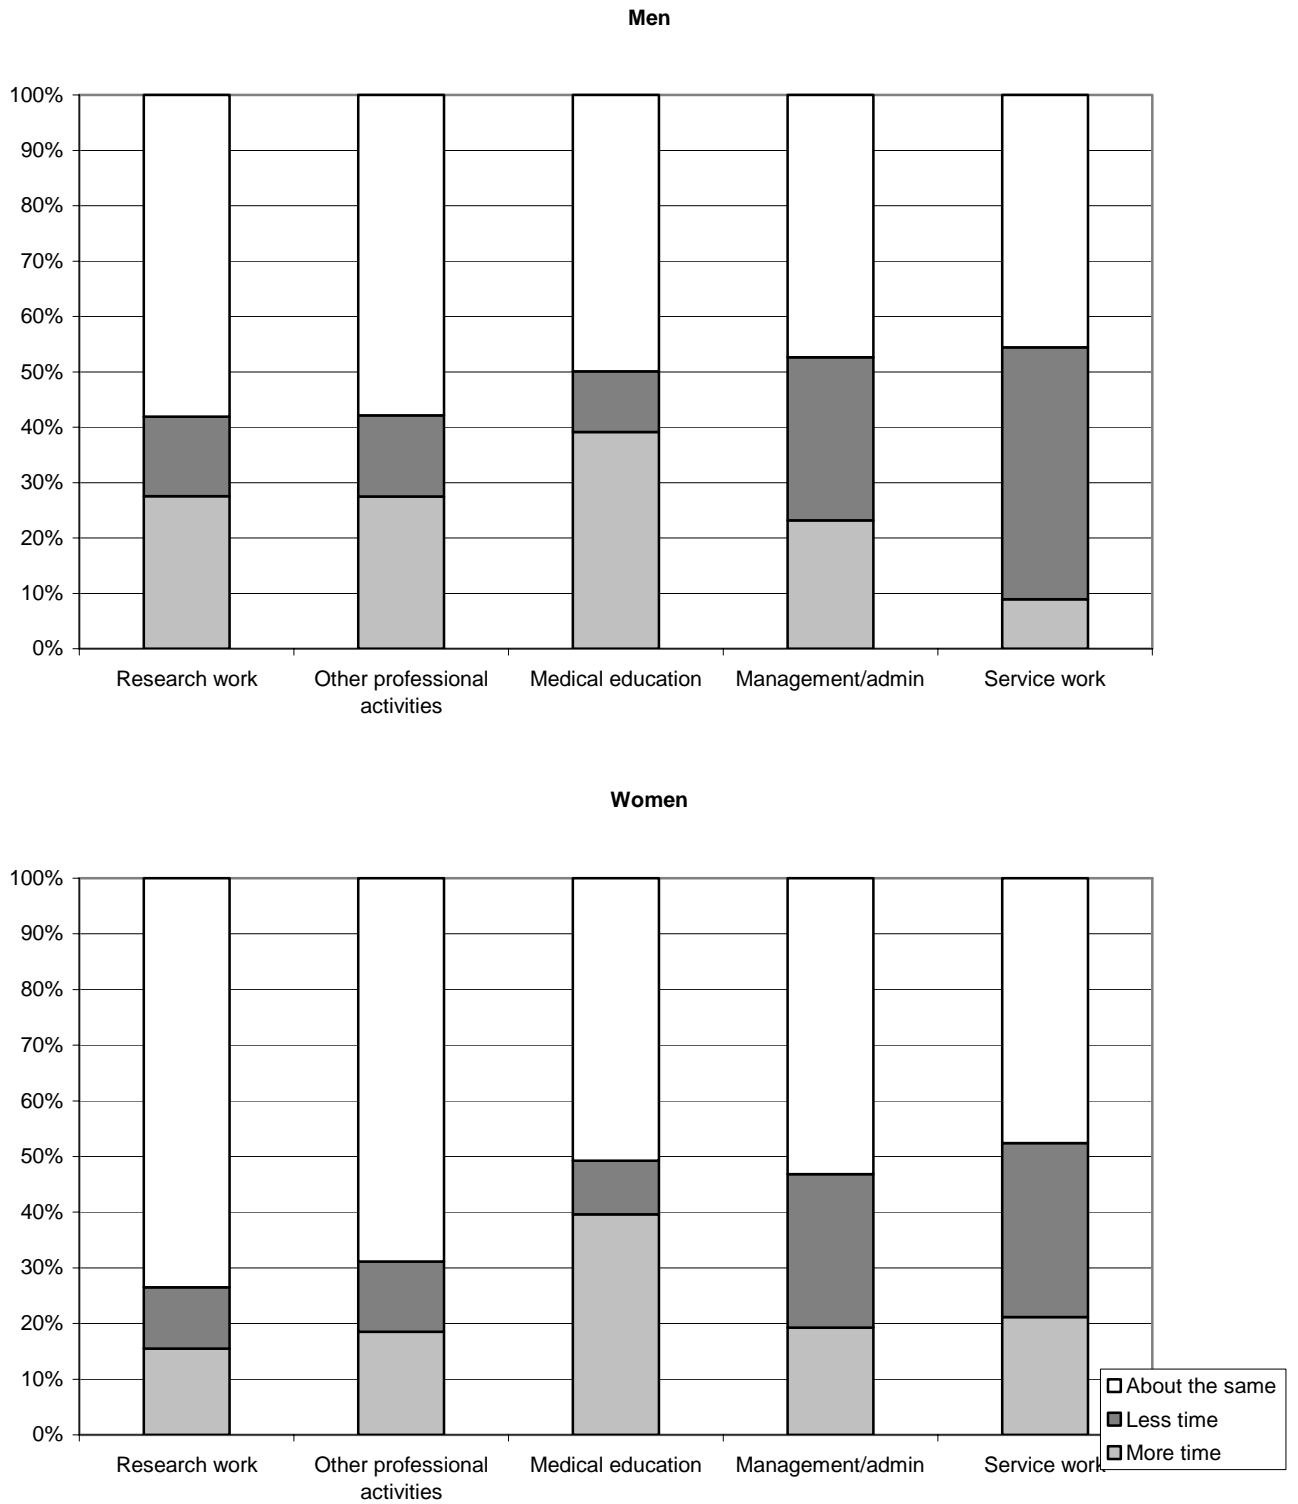 Men
100%
90%
80%
70%
60%
50%
40%
30%
20%
10%
0%
Research work
Other professional
activities
Medical education
Management/admin
Service work
Women
100%
90%
80%
70%
60%
50%
40%
30%
20%
10%
0%
Research work
Other professional
activities
Medical education
Management/admin
Service work
About the same
Less time
More time